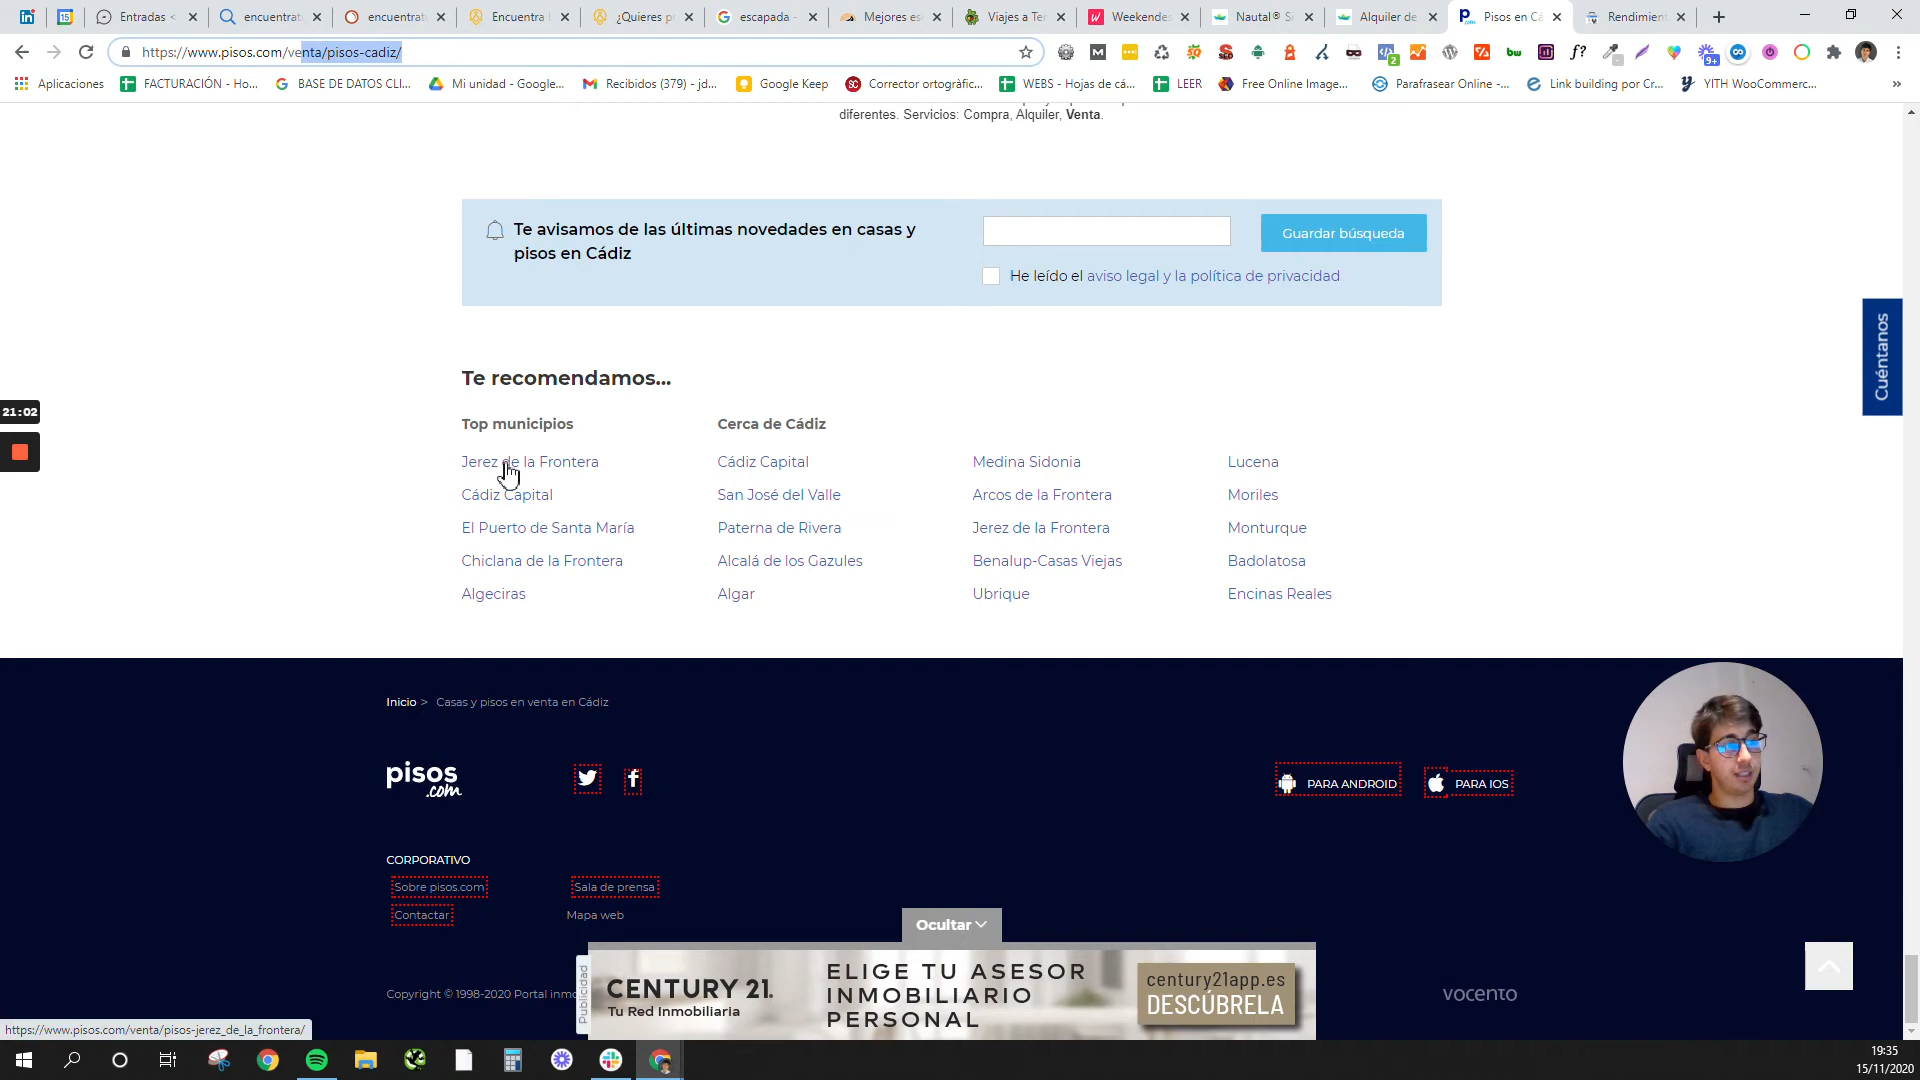 Entradas <
encuentrat
encuentrat
Encuentra
¿Quieres pr
escapada -
Mejores es
Viajes a Ter
Weekendes
Nautal® S
Alquiler de
Pisos en Cá
Rendimient
https://www.pisos.com/venta/pisos-cadiz/
Aplicaciones
FACTURACIÓN - Ho...
BASE DE DATOS CLI...
Mi unidad - Google...
Recibidos (379) - jd...
Google Keep
Corrector ortogràfic...
WEBS - Hojas de cá...
LEER
Free Online Image...
Parafrasear Online -...
Link building por Cr...
YITH WooCommerc...
»
diferentes. Servicios: Compra, Alquiler, Venta.
Te avisamos de las últimas novedades en casas y
pisos en Cádiz
Guardar búsqueda
He leído el aviso legal y la política de privacidad
Cuéntanos
Te recomendamos...
21:02
Top municipios
Cerca de Cádiz
Jerez de la Frontera
Cádiz Capital
Medina Sidonia
Lucena
Cádiz Capital
San José del Valle
Arcos de la Frontera
Moriles
El Puerto de Santa María
Paterna de Rivera
Jerez de la Frontera
Monturque
Chiclana de la Frontera
Alcalá de los Gazules
Benalup-Casas Viejas
Badolatosa
Algeciras
Algar
Ubrique
Encinas Reales
Inicio > Casas y pisos en venta en Cádiz
pisos
.com
PARA ANDROID
PARA IOS
CORPORATIVO
Sobre pisos.com
Sala de prensa
Contactar
Mapa web
Ocultar
Copyright © 1998-2020 Portal inmo
Publicidad
CENTURY 21.
Tu Red Inmobiliaria
ELIGE TU ASESOR
INMOBILIARIO
PERSONAL
century21app.es
DESCÚBRELA
vocento
https://www.pisos.com/venta/pisos-jerez_de_la_frontera/
19:35
15/11/2020